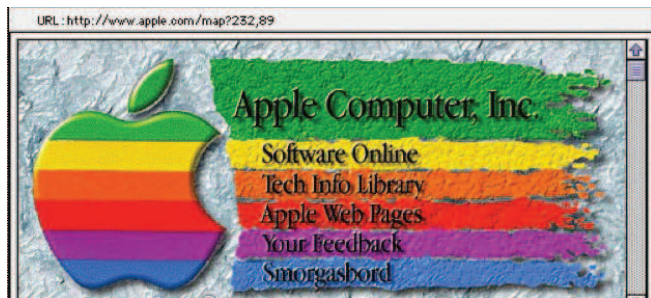 URL:http://www.apple.com/map?232,89
Apple Computer, Inc.
Software Online
Tech Info Library
Apple Web Pages
Your Feedback
Smorgasbord